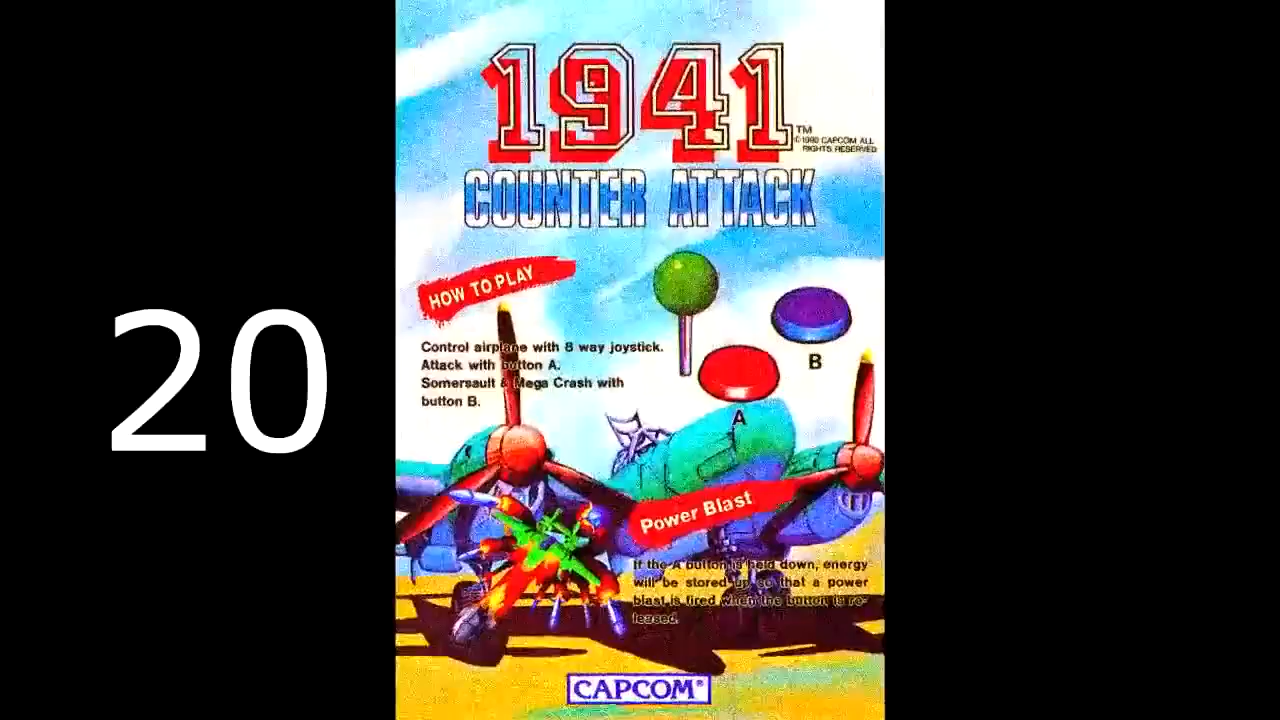 20
1941
TM
©1990 CAPCOM ALL
RIGHTS RESERVED
COUNTER ATTACK
HOW TO PLAY
Control airplane with 8 way joystick.
Attack with button A.
Somersault & Mega Crash with
button B.
B
A
Power Blast
If the A button is held down, energy
will be stored up so that a power
blast is fired when the button is re-
leased.
CAPCOM®